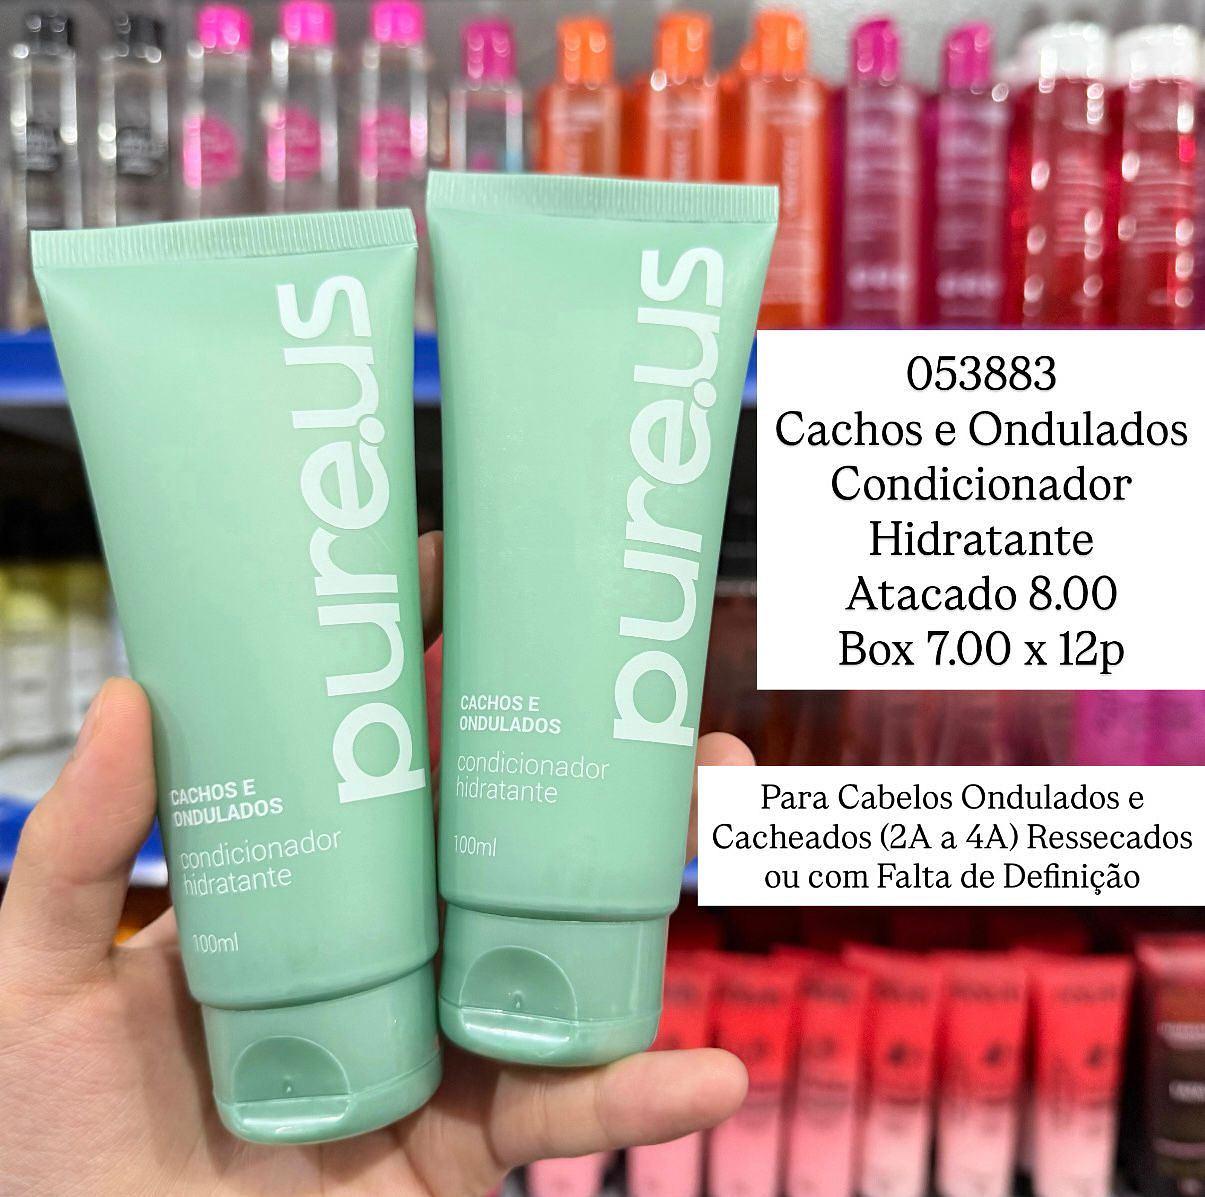 pure.us
CACHOS E
ONDULADOS
condicionador
hidratante
100ml
pure.us
CACHOS E
ONDULADOS
condicionador
hidratante
100ml
053883
Cachos e Ondulados
Condicionador
Hidratante
Atacado 8.00
Box 7.00 x 12p
Para Cabelos Ondulados e
Cacheados (2A a 4A) Ressecados
ou com Falta de Definição